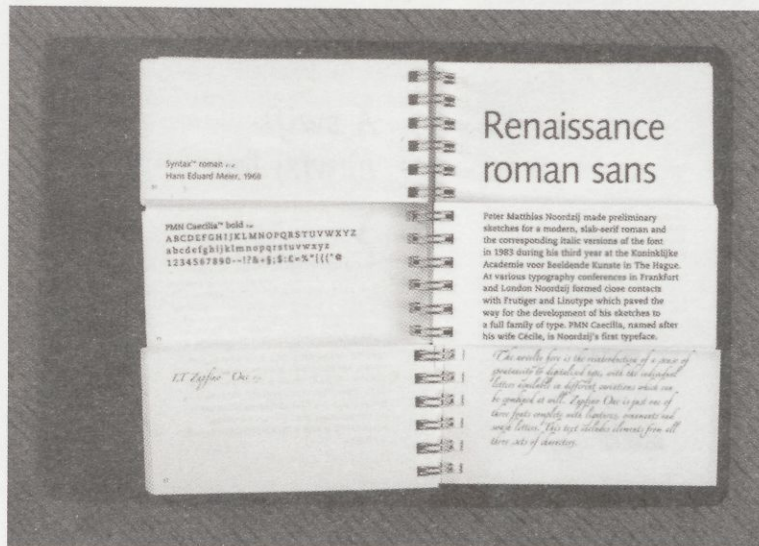 Syntax™ roman
Hans Eduard Meier, 1968
Renaissance
roman sans
PMN Caecilia™ bold
ABCDEFGHIJKLMNOPQRSTUVWXYZ
abcdefghijklmnopqrstuvwxyz
1234567890
Peter Matthias Noordzij made preliminary
sketches for a modern, slab-serif roman and
the corresponding italic versions of the font
in 1983 during his third year at the Koninklijke
Academie voor Beeldende Kunste in The Hague.
At various typography conferences in Frankfurt
and London Noordzij formed close contacts
with Frutiger and Linotype which paved the
way for the development of his sketches to
a full family of type. PMN Caecilia, named after
his wife Cécile, is Noordzij's first typeface.
LT Zapfino™ One
The novelty here is the reintroduction of a sense of
spontaneity to digitalised type, with the individual
letters available in different variations which can
be combined at will. Zapfino One is just one of
three fonts complete with ligatures, ornaments and
swash letters. This text includes elements from all
three sets of characters.